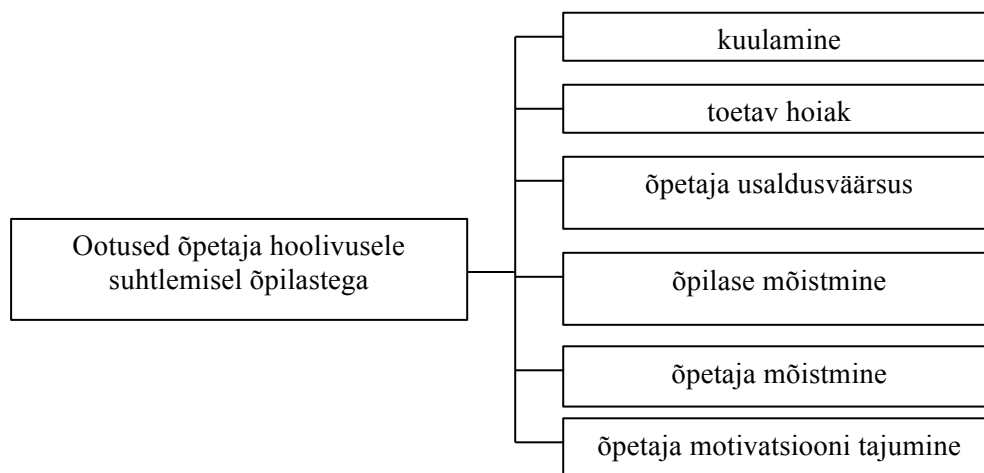 kuulamine
toetav hoiak
õpetaja usaldusväärsus
Ootused õpetaja hoolivusele
suhtlemisel õpilastega
õpilase mõistmine
õpetaja mõistmine
õpetaja motivatsiooni tajumine